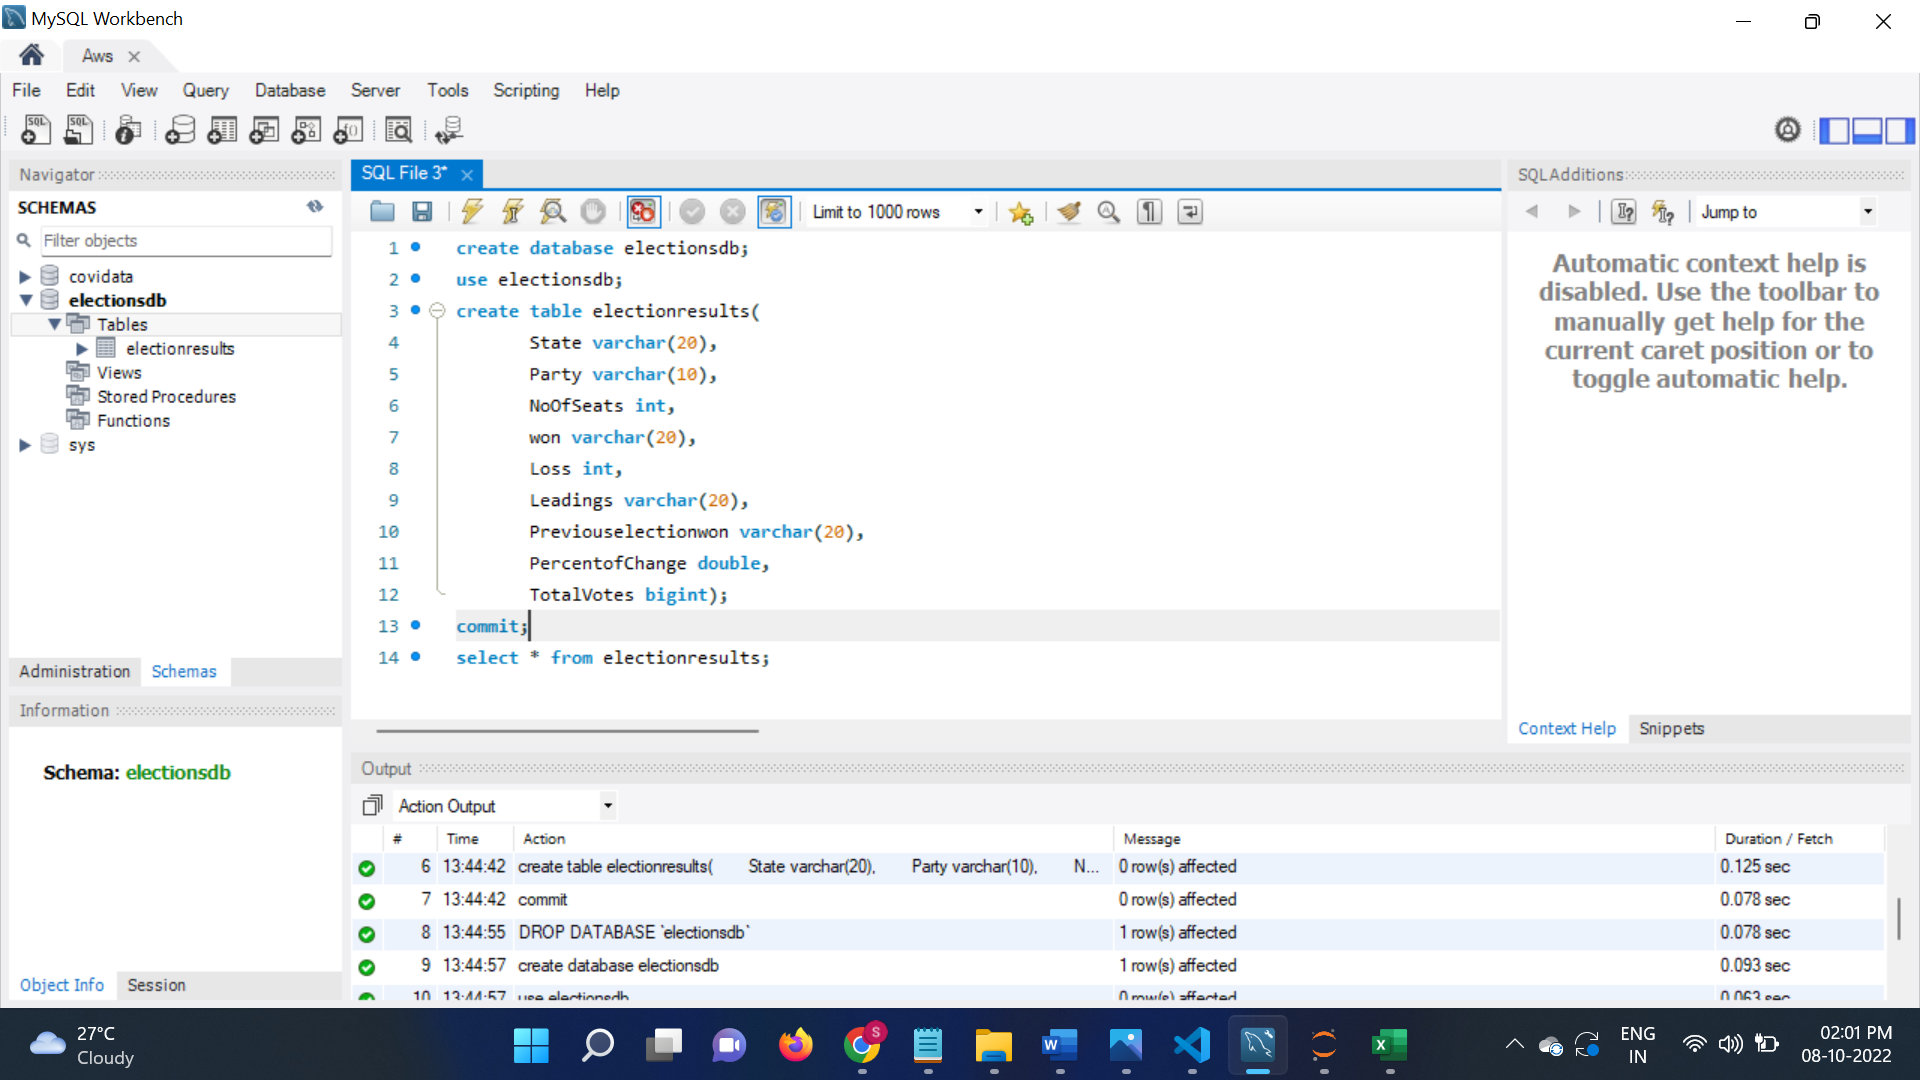 MySQL Workbench
Aws
File Edit View Query Database Server Tools Scripting Help
Navigator
SCHEMAS
Filter objects
covidata
electionsdb
Tables
electionresults
Views
Stored Procedures
Functions
sys
Administration Schemas
Information
Schema: electionsdb
Object Info Session
SQL File 3*
Limit to 1000 rows
1 create database electionsdb;
2 use electionsdb;
3 create table electionresults(
4 State varchar(20),
5 Party varchar(10),
6 NoOfSeats int,
7 won varchar(20),
8 Loss int,
9 Leadings varchar(20),
10 Previouselectionwon varchar(20),
11 PercentofChange double,
12 TotalVotes bigint);
13 commit;
14 select * from electionresults;
SQLAdditions
Jump to
Automatic context help is
disabled. Use the toolbar to
manually get help for the
current caret position or to
toggle automatic help.
Context Help Snippets
Output
Action Output
# Time Action Message Duration / Fetch
6 13:44:42 create table electionresults( State varchar(20), Party varchar(10), N... 0 row(s) affected 0.125 sec
7 13:44:42 commit 0 row(s) affected 0.078 sec
8 13:44:55 DROP DATABASE `electionsdb` 1 row(s) affected 0.078 sec
9 13:44:57 create database electionsdb 1 row(s) affected 0.093 sec
10 13:44:57 use electionsdb 0 row(s) affected 0.063 sec
27°C
Cloudy
S
ENG
IN
02:01 PM
08-10-2022